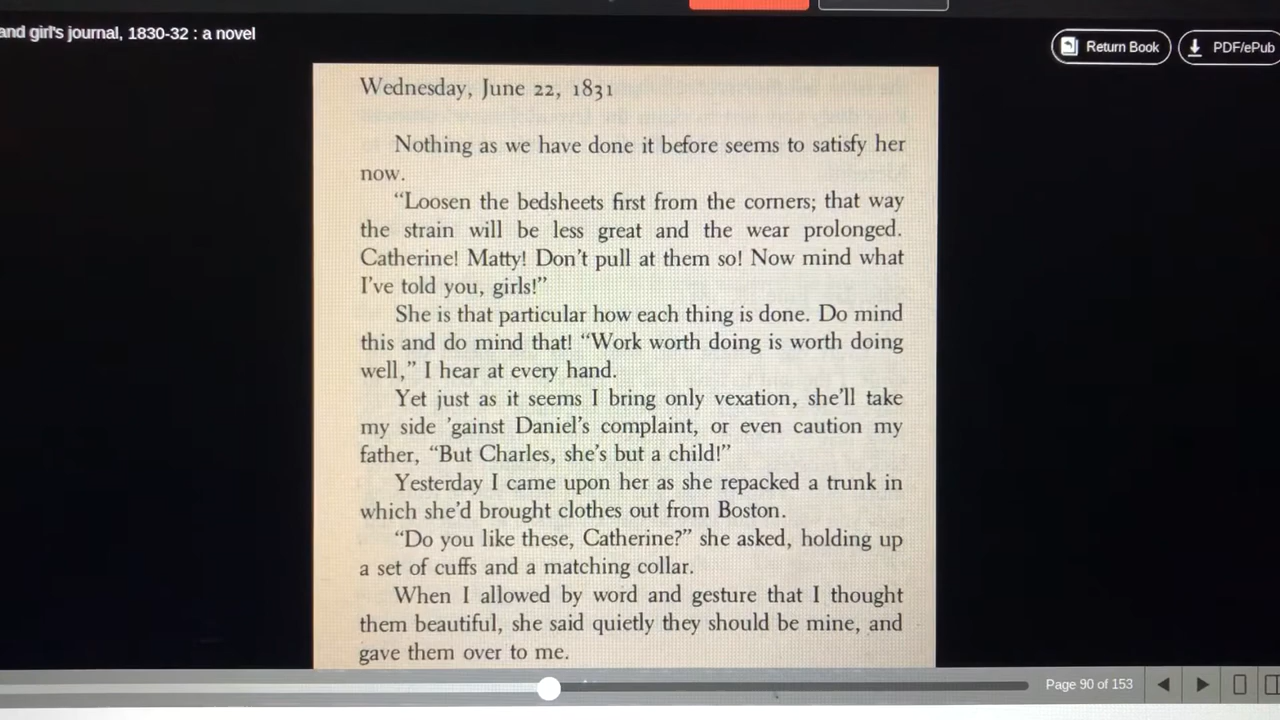 and girl's journal, 1830-32 : a novel
Return Book
PDF/ePub
Wednesday, June 22, 1831
Nothing as we have done it before seems to satisfy her
now.
“Loosen the bedsheets first from the corners; that way
the strain will be less great and the wear prolonged.
Catherine! Matty! Don’t pull at them so! Now mind what
I’ve told you, girls!”
She is that particular how each thing is done. Do mind
this and do mind that! “Work worth doing is worth doing
well,” I hear at every hand.
Yet just as it seems I bring only vexation, she’ll take
my side ’gainst Daniel’s complaint, or even caution my
father, “But Charles, she’s but a child!”
Yesterday I came upon her as she repacked a trunk in
which she’d brought clothes out from Boston.
“Do you like these, Catherine?” she asked, holding up
a set of cuffs and a matching collar.
When I allowed by word and gesture that I thought
them beautiful, she said quietly they should be mine, and
gave them over to me.
Page 90 of 153